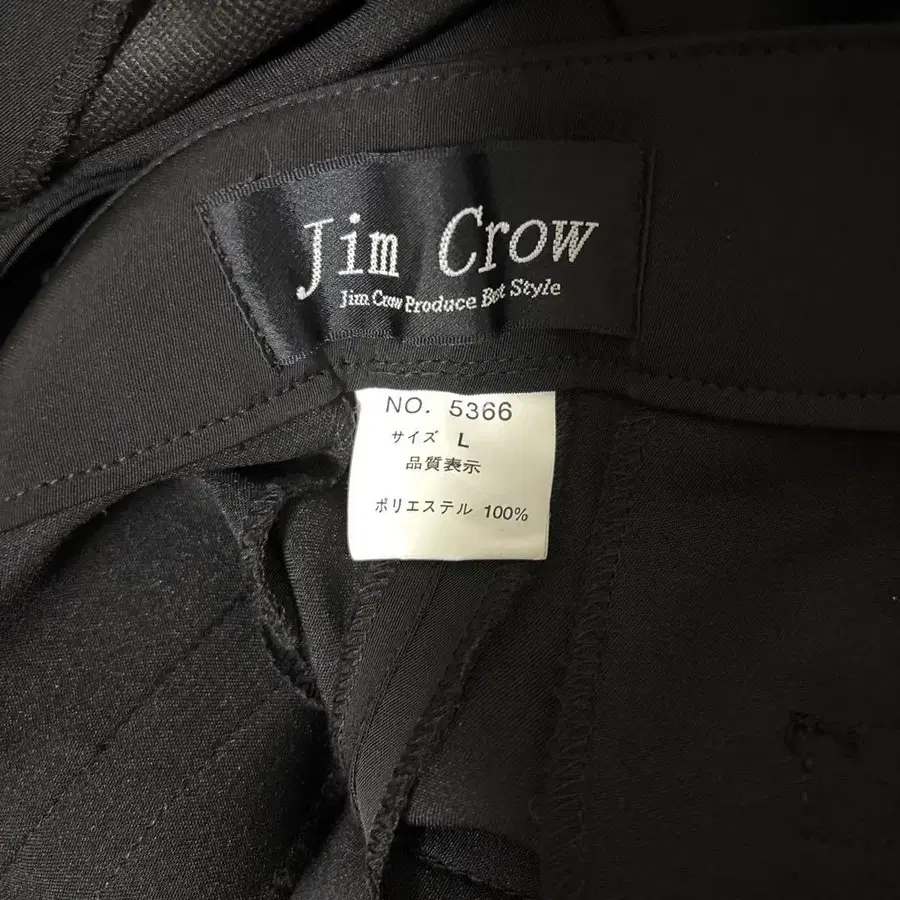 Jim Crow
Jim Crow Produce Best Style
NO. 5366
サイズ L
品質表示
ポリエステル 100%